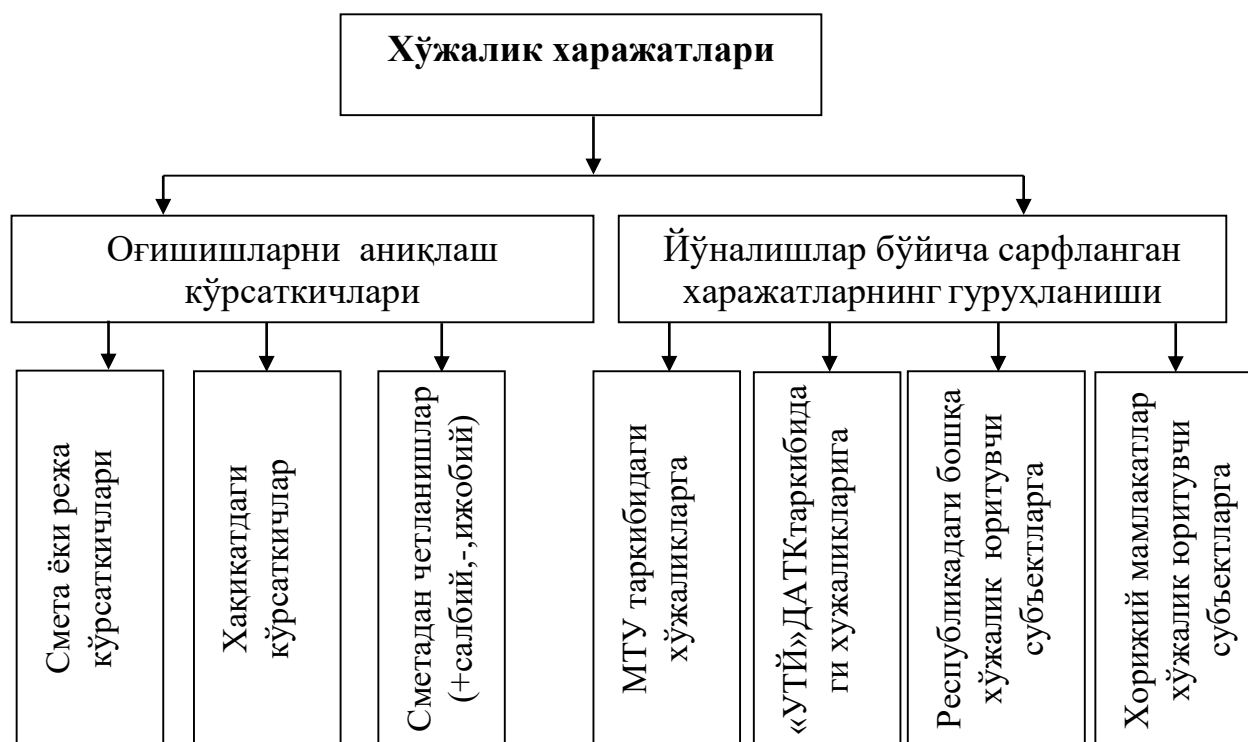 Хўжалик харажатлари
Оғишишларни аниқлаш
кўрсаткичлари
Йўналишлар бўйича сарфланган
харажатларнинг гуруҳланиши
Смета ёки режа
кўрсаткичлари
Хақиқатдаги
кўрсаткичлар
Сметадан четланишлар
(+салбий,-,ижобий)
МТУ таркибидаги
хўжаликларга
«УТЙ»ДАТКтаркибида
ги хужаликларига
Республикадаги бошқа
хўжалик юритувчи
субъектларга
Хорижий мамлакатлар
хўжалик юритувчи
субъектларга